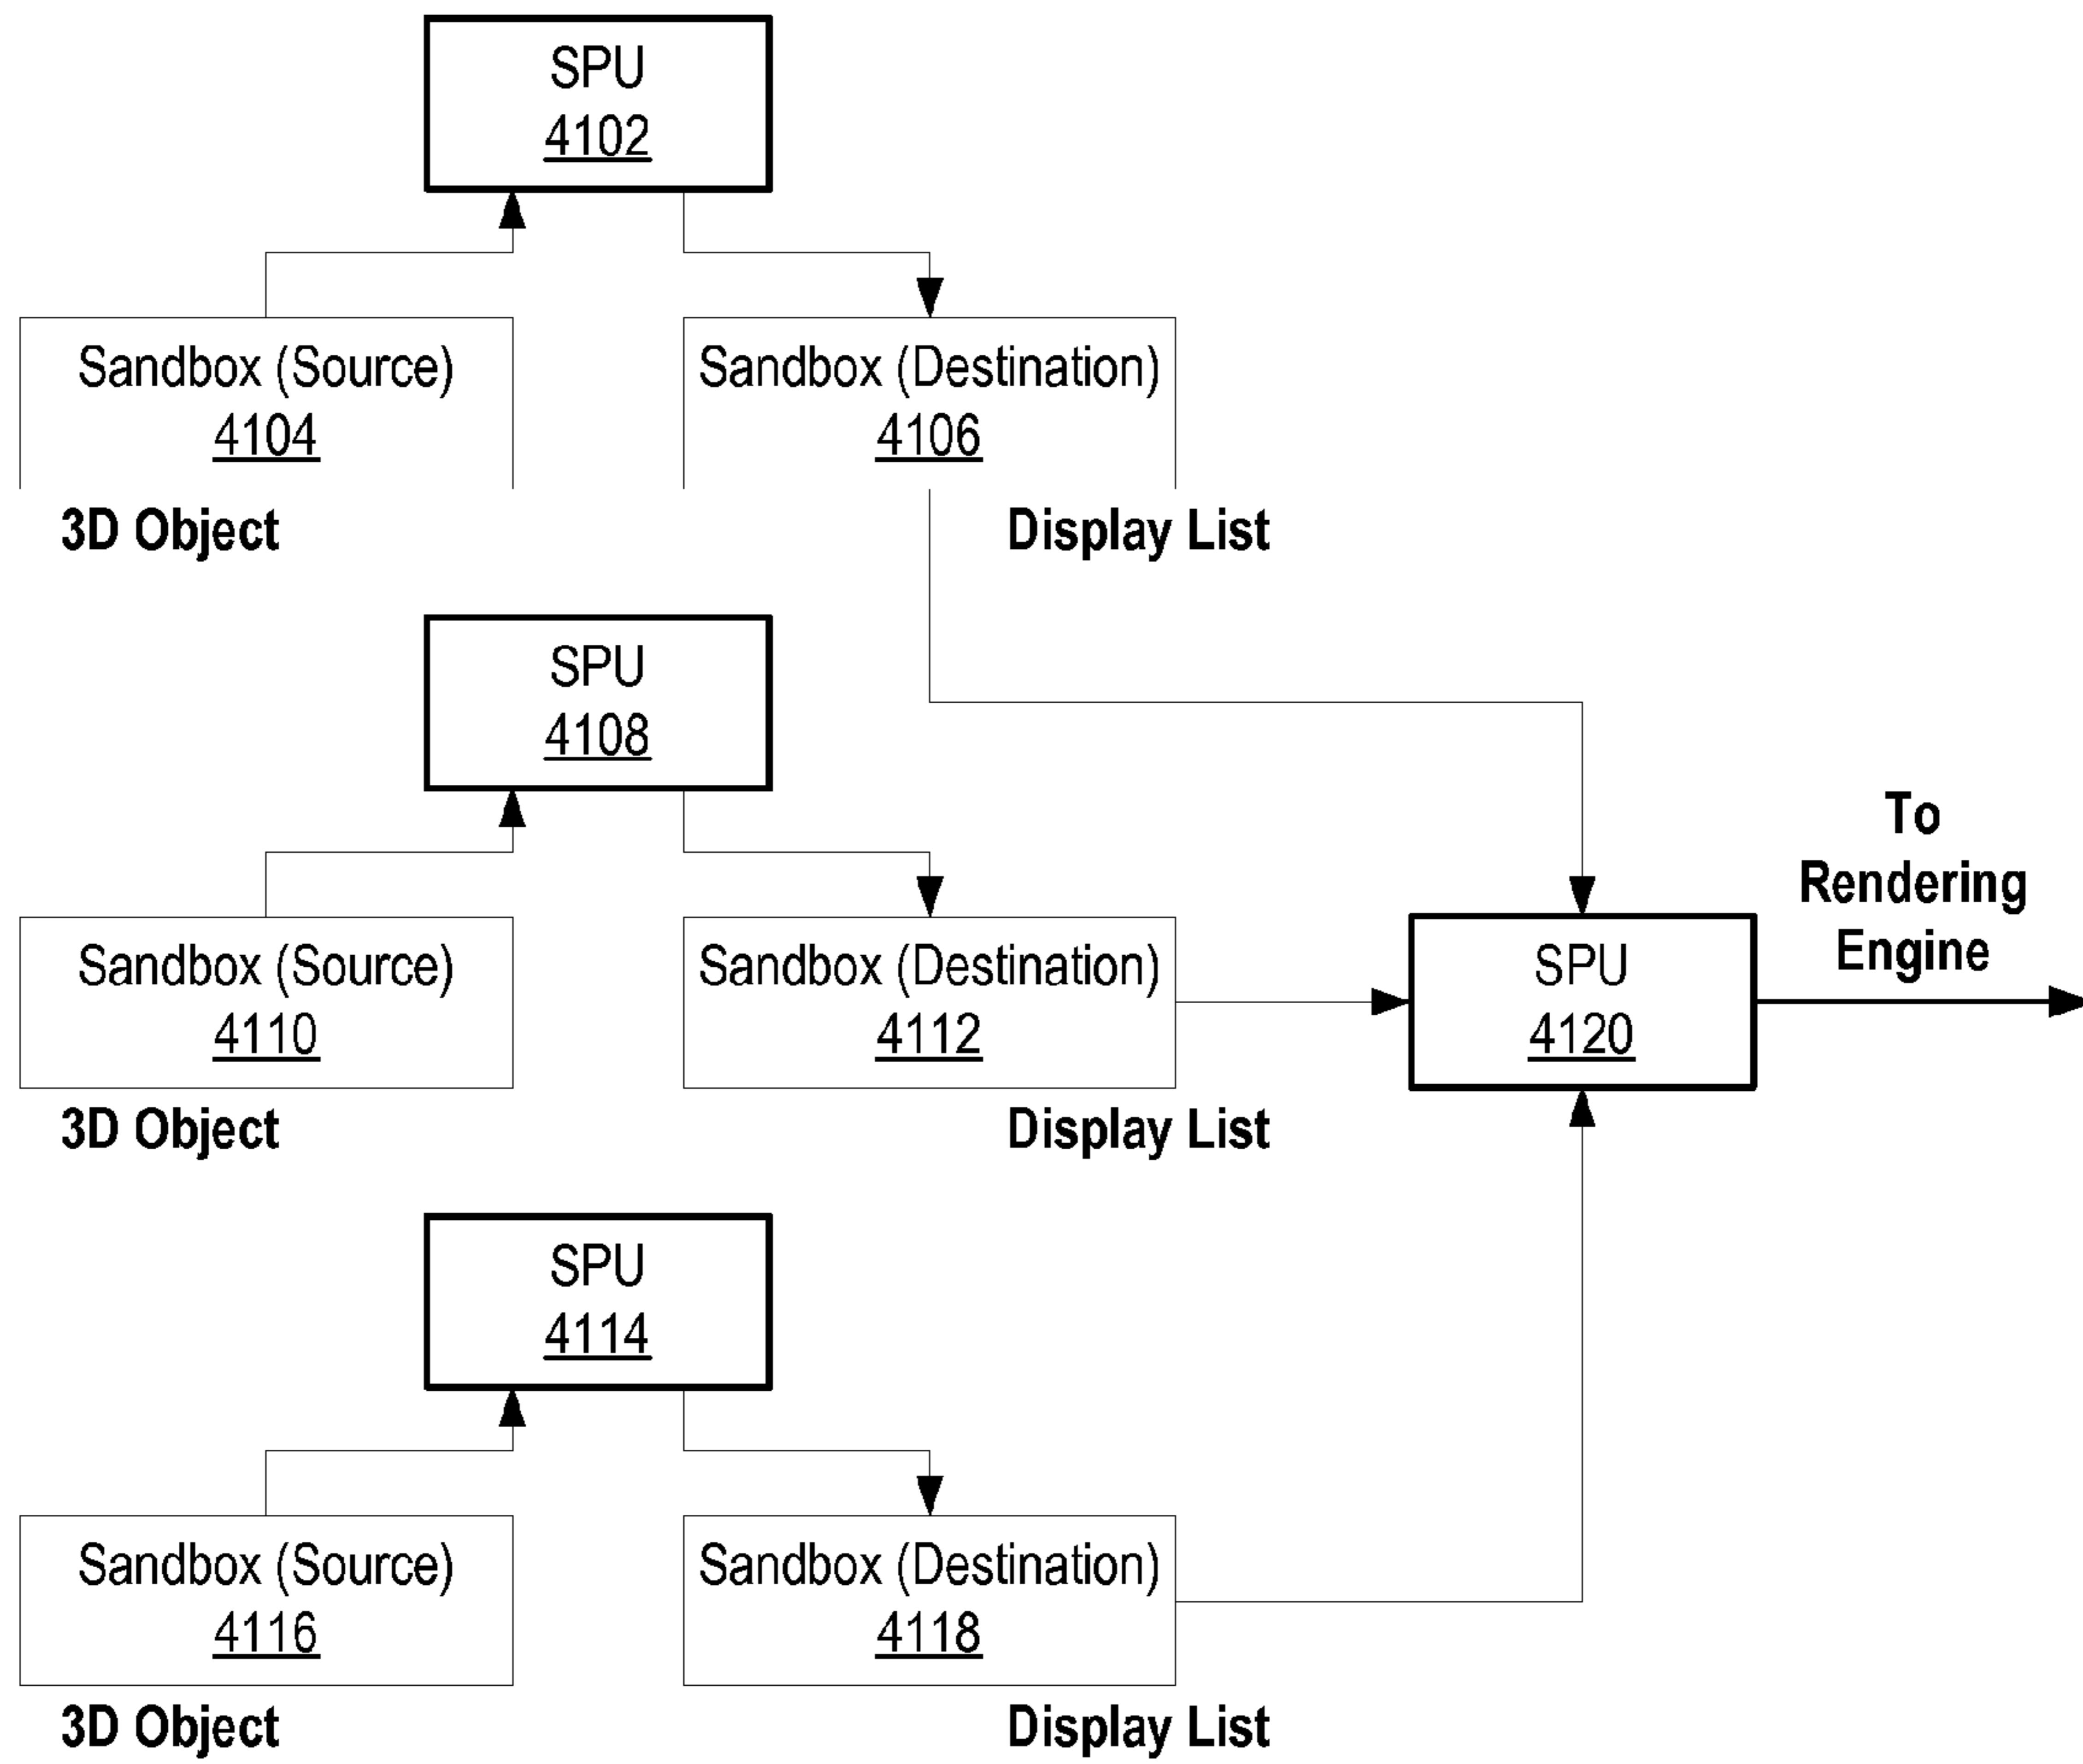 SPU
4102
Sandbox (Source)
4104
Sandbox (Destination)
4106
3D Object
Display List
SPU
4108
Sandbox (Source)
4110
Sandbox (Destination)
4112
3D Object
Display List
SPU
4120
To
Rendering
Engine
SPU
4114
Sandbox (Source)
4116
Sandbox (Destination)
4118
3D Object
Display List